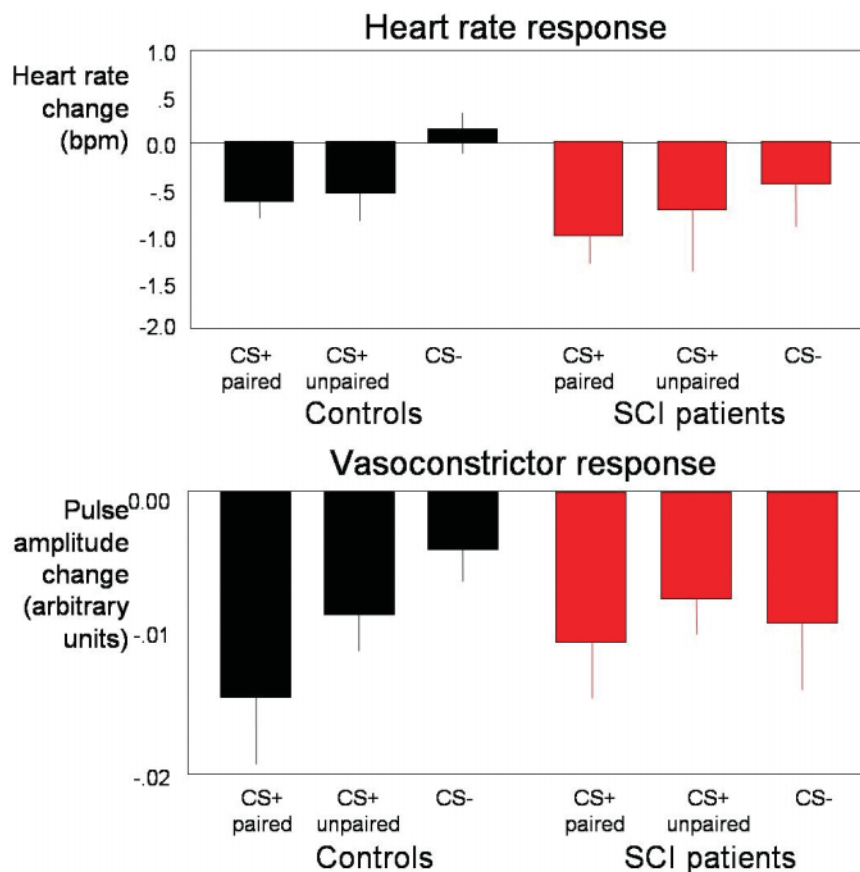 Heart rate response
Heart rate
change
(bpm)
1.0
.5
0.0
-.5
-1.0
-1.5
-2.0
CS+ paired
CS+ unpaired
CS-
CS+ paired
CS+ unpaired
CS-
Controls
SCI patients
Vasoconstrictor response
Pulse
amplitude
change
(arbitrary
units)
0.00
-.01
-.02
CS+ paired
CS+ unpaired
CS-
CS+ paired
CS+ unpaired
CS-
Controls
SCI patients